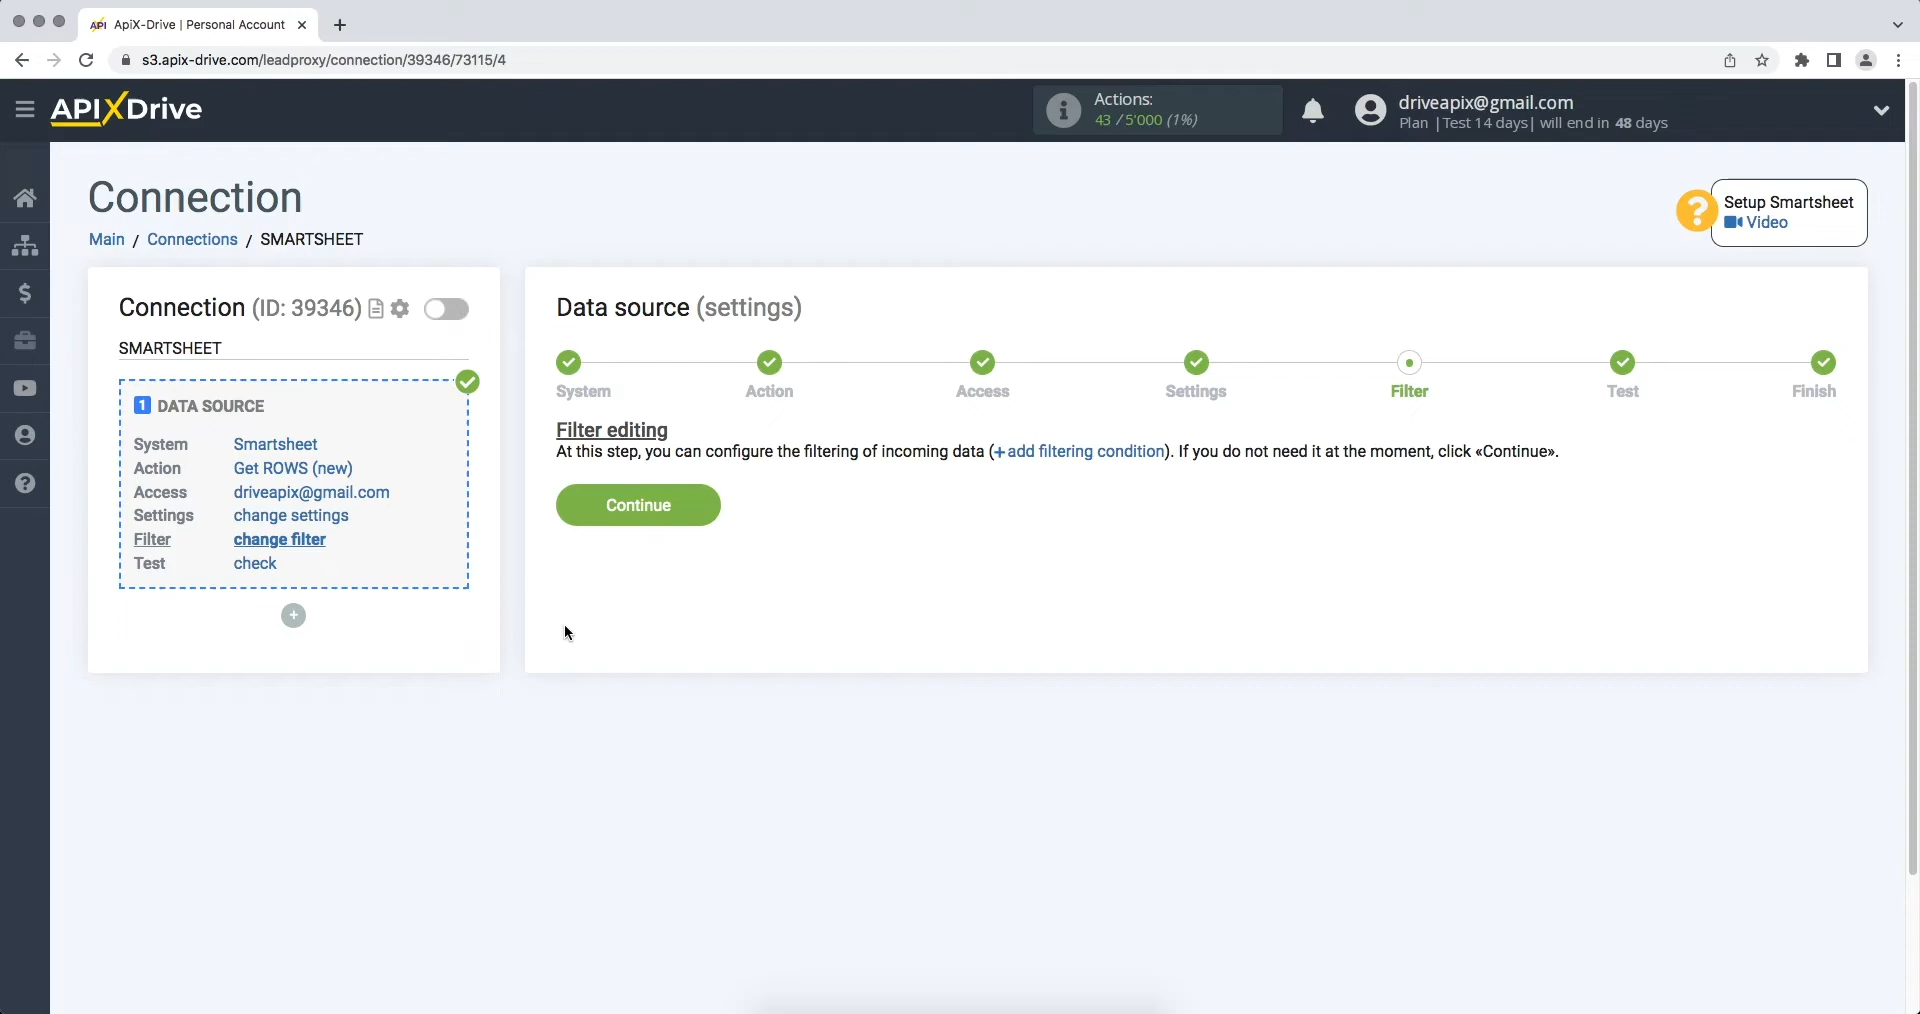 API ApiX-Drive | Personal Account
s3.apix-drive.com/leadproxy/connection/39346/73115/4
APIXDrive
Actions:
43 / 5'000 (1%)
driveapix@gmail.com
Plan |Test 14 days| will end in 48 days
Connection
Main / Connections / SMARTSHEET
Setup Smartsheet
Video
Connection (ID: 39346)
SMARTSHEET
1 DATA SOURCE
System Smartsheet
Action Get ROWS (new)
Access driveapix@gmail.com
Settings change settings
Filter change filter
Test check
Data source (settings)
System Action Access Settings Filter Test Finish
Filter editing
At this step, you can configure the filtering of incoming data (+add filtering condition). If you do not need it at the moment, click «Continue».
Continue